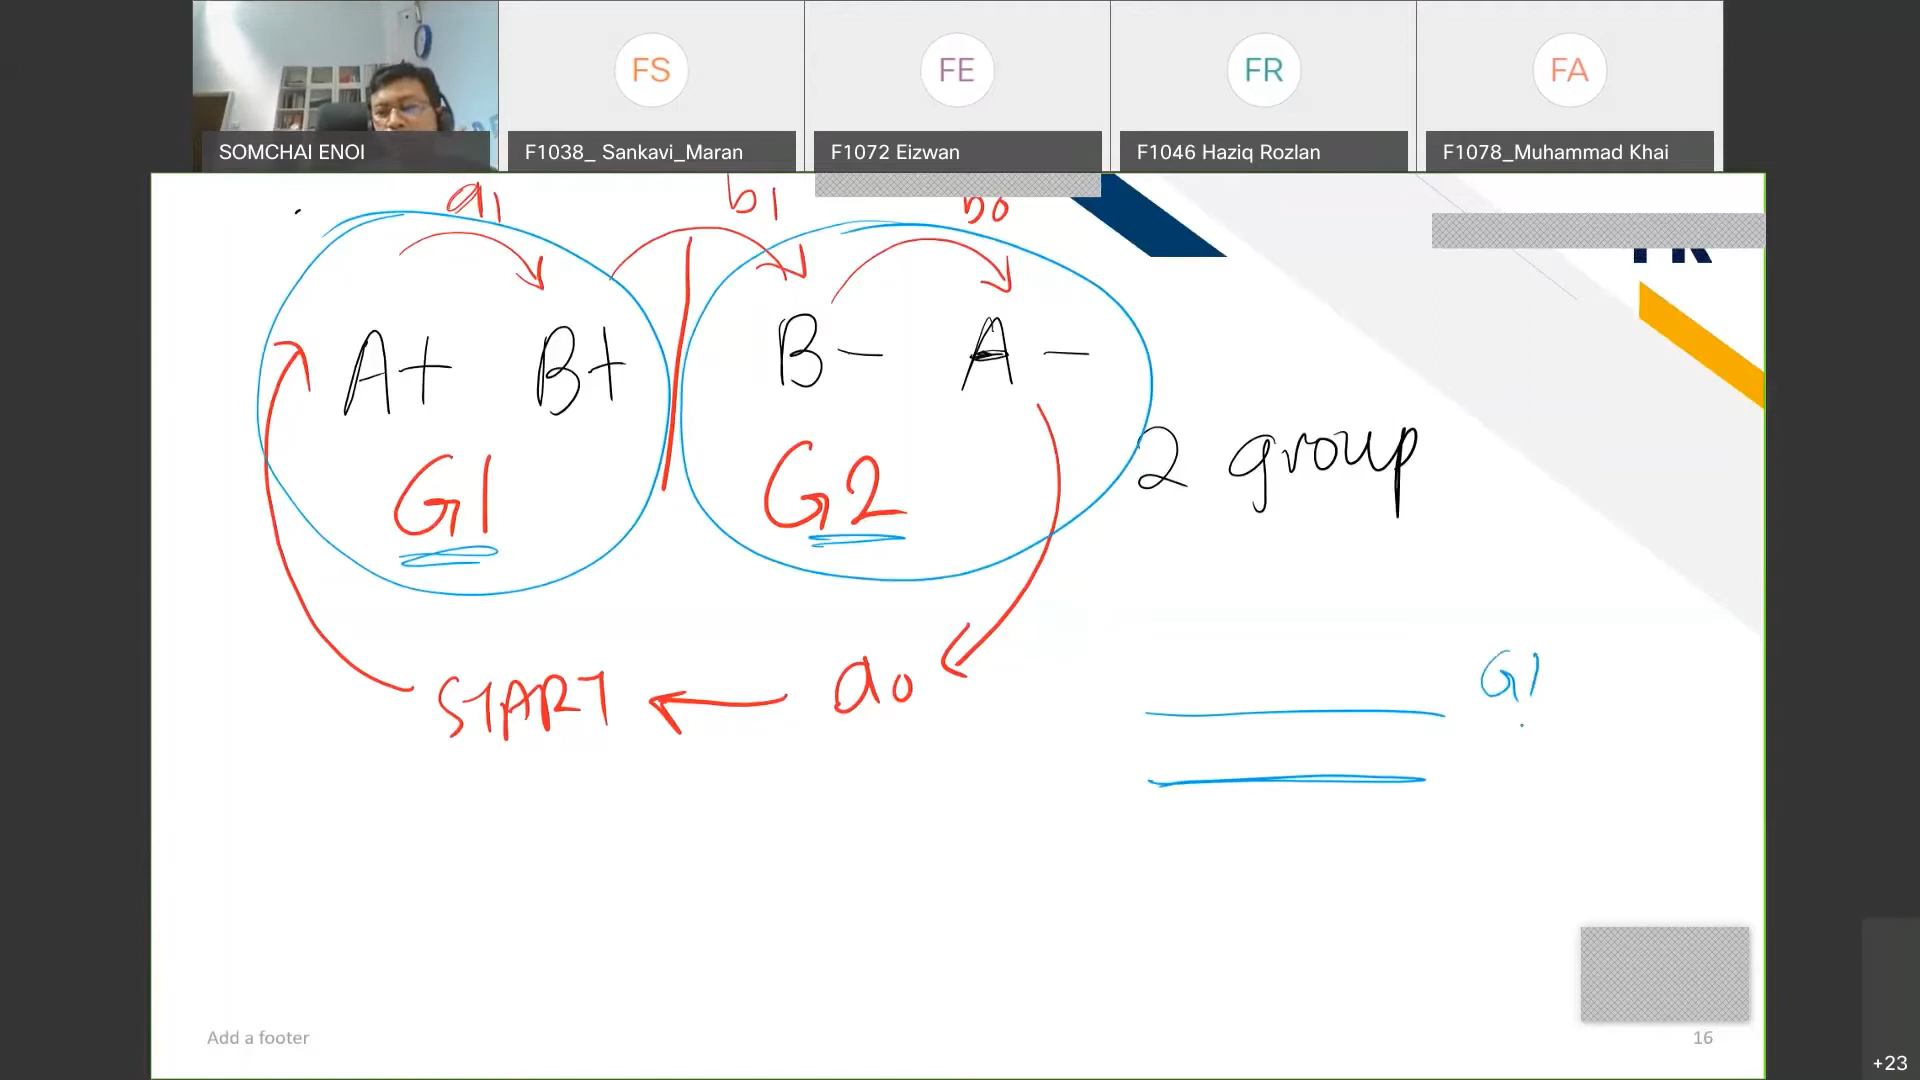 FS
FE
FR
FA
SOMCHAI ENOI
F1038_ Sankavi_Maran
F1072 Eizwan
F1046 Haziq Rozlan
F1078_Muhammad Khai
a1 b1 b0
A+ B+ B- A-
G1 G2 2 group
START a0
G1
Add a footer
16
+23